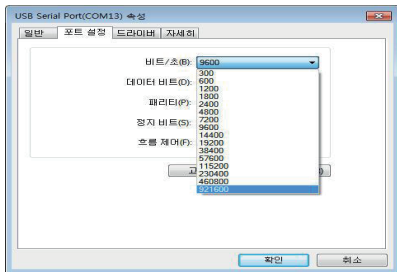 USB Serial Port(COM13) 속성
일반 포트 설정 드라이버 자세히
비트/초(B): 9600
데이터 비트(D):
패리티(P):
정지 비트(S):
흐름 제어(F):
300
600
1200
1800
2400
4800
7200
9600
14400
19200
38400
57600
115200
230400
460800
921600
확인 취소